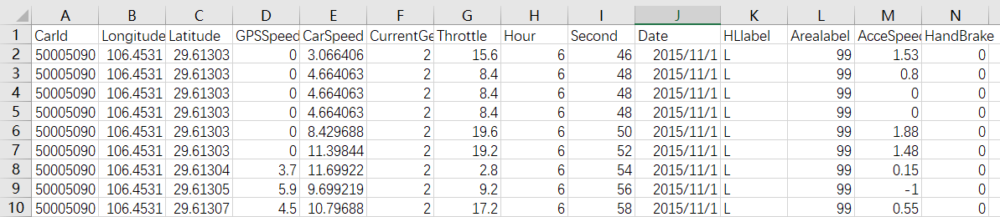 A B C D E F G H I J K L M N
1 CarId Longitude Latitude GPSSpeed CarSpeed CurrentGe Throttle Hour Second Date HLlabel Arealabel AcceSpee HandBrake
2 50005090 106.4531 29.61303 0 3.066406 2 15.6 6 46 2015/11/1 L 99 1.53 0
3 50005090 106.4531 29.61303 0 4.664063 2 8.4 6 48 2015/11/1 L 99 0.8 0
4 50005090 106.4531 29.61303 0 4.664063 2 8.4 6 48 2015/11/1 L 99 0 0
5 50005090 106.4531 29.61303 0 4.664063 2 8.4 6 48 2015/11/1 L 99 0 0
6 50005090 106.4531 29.61303 0 8.429688 2 19.6 6 50 2015/11/1 L 99 1.88 0
7 50005090 106.4531 29.61303 0 11.39844 2 19.2 6 52 2015/11/1 L 99 1.48 0
8 50005090 106.4531 29.61304 3.7 11.69922 2 2.8 6 54 2015/11/1 L 99 0.15 0
9 50005090 106.4531 29.61305 5.9 9.699219 2 9.2 6 56 2015/11/1 L 99 -1 0
10 50005090 106.4531 29.61307 4.5 10.79688 2 17.2 6 58 2015/11/1 L 99 0.55 0